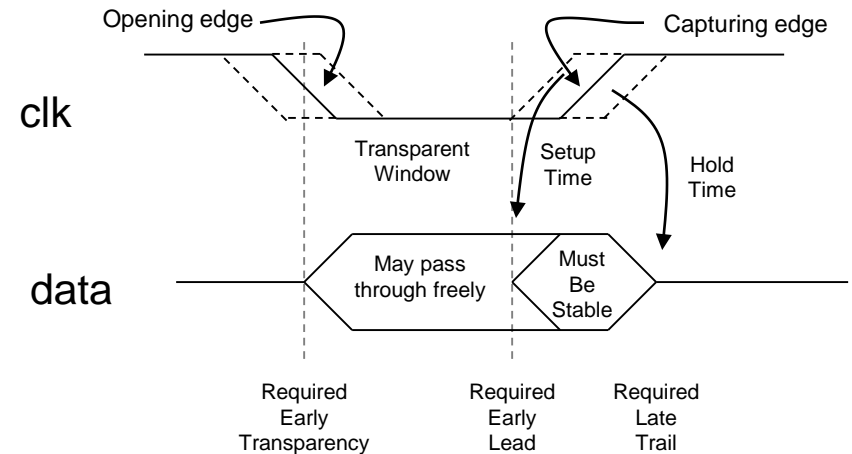 Opening edge
Capturing edge
clk
Transparent
Window
Setup
Time
Hold
Time
data
May pass
through freely
Must
Be
Stable
Required
Early
Transparency
Required
Early
Lead
Required
Late
Trail